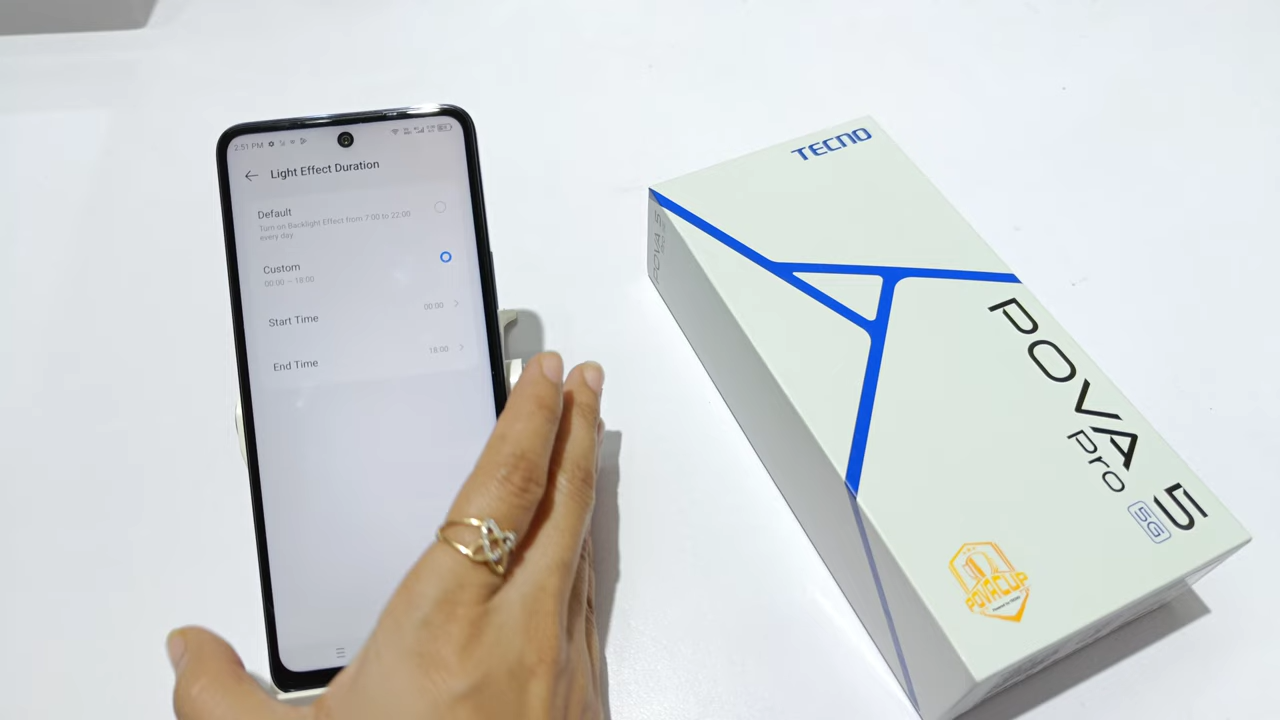 2:51 PM
Light Effect Duration
Default
Turn on Backlight Effect from 7:00 to 22:00
every day
Custom
00:00 – 18:00
Start Time
00:00
End Time
18:00
TECNO
POVA 5
Pro
5G
POVA 5
POVACUP